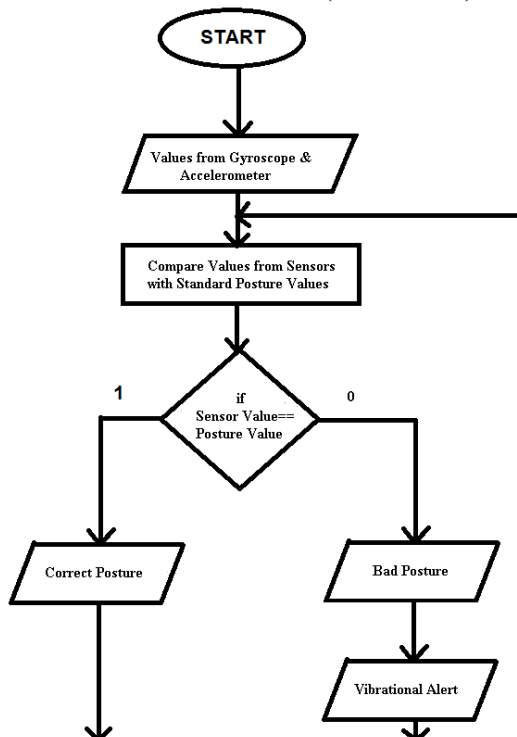 START
Values from Gyroscope &
Accelerometer
Compare Values from Sensors
with Standard Posture Values
if
Sensor Value==
Posture Value
1
0
Correct Posture
Bad Posture
Vibrational Alert